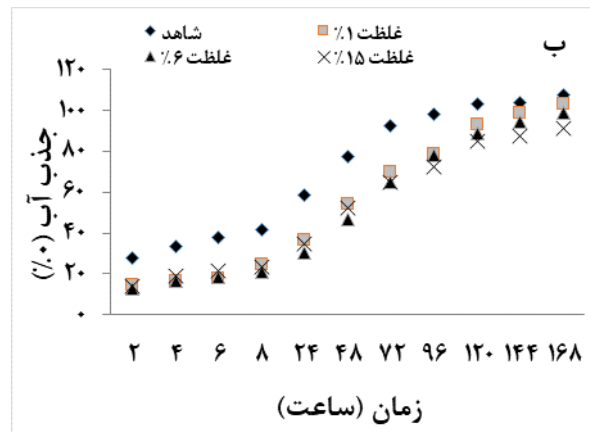 شاهد
غلظت ۱٪
ب
غلظت ۶٪
غلظت ۱۵٪
۱۲۰
۱۰۰
۸۰
۶۰
۴۰
۲۰
۰
جذب آب (۰٪)
۲ ۴ ۶ ۸ ۲۴ ۴۸ ۷۲ ۹۶ ۱۲۰ ۱۴۴ ۱۶۸
زمان (ساعت)